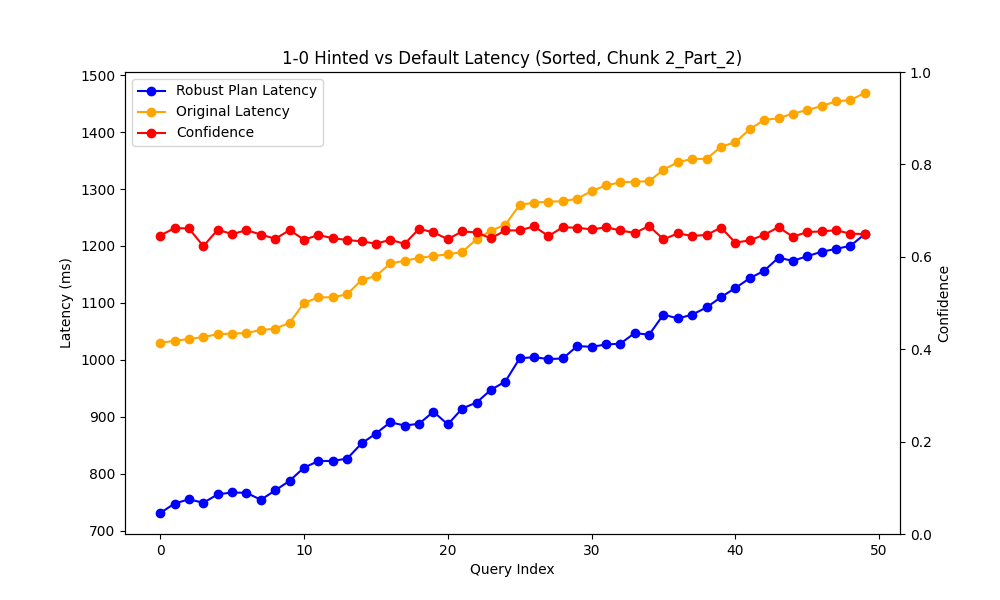 1-0 Hinted vs Default Latency (Sorted, Chunk 2_Part_2)
Robust Plan Latency
Original Latency
Confidence
Latency (ms)
1500
1400
1300
1200
1100
1000
900
800
700
1.0
0.8
0.6
0.4
0.2
0.0
Confidence
0 10 20 30 40 50
Query Index